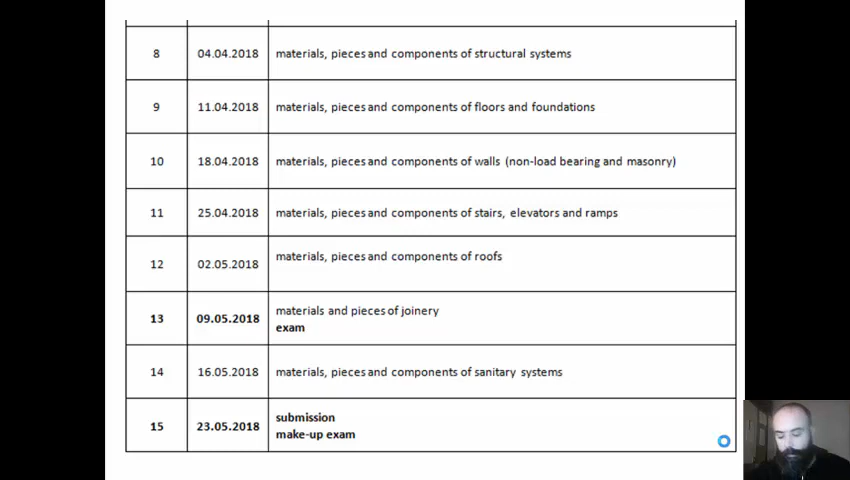 8 04.04.2018 materials, pieces and components of structural systems
9 11.04.2018 materials, pieces and components of floors and foundations
10 18.04.2018 materials, pieces and components of walls (non-load bearing and masonry)
11 25.04.2018 materials, pieces and components of stairs, elevators and ramps
12 02.05.2018 materials, pieces and components of roofs
13 09.05.2018 materials and pieces of joinery
exam
14 16.05.2018 materials, pieces and components of sanitary systems
15 23.05.2018 submission
make-up exam